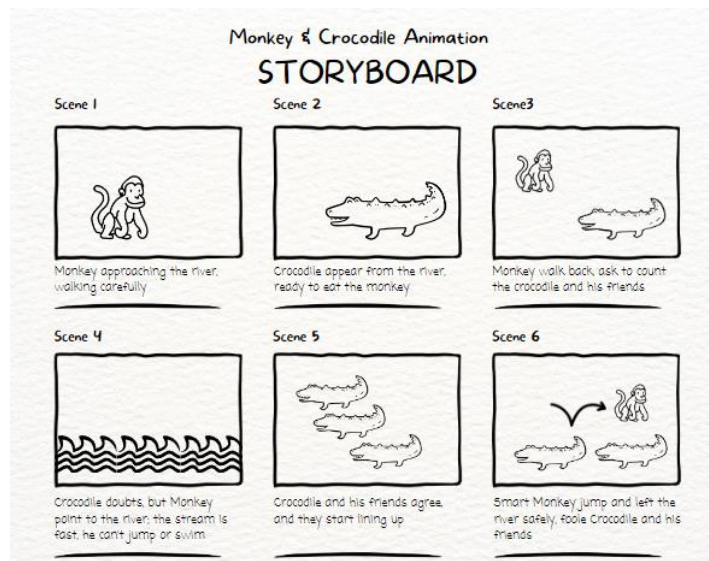 Monkey & Crocodile Animation
STORYBOARD
Scene 1
Monkey approaching the river,
walking carefully
Scene 2
Crocodile appear from the river,
ready to eat the monkey
Scene3
Monkey walk back, ask to count
the crocodile and his friends
Scene 4
Crocodile doubts, but Monkey
point to the river; the stream is
fast, he can't jump or swim
Scene 5
Crocodile and his friends agree,
and they start lining up
Scene 6
Smart Monkey jump and left the
river safely, foole Crocodile and his
friends